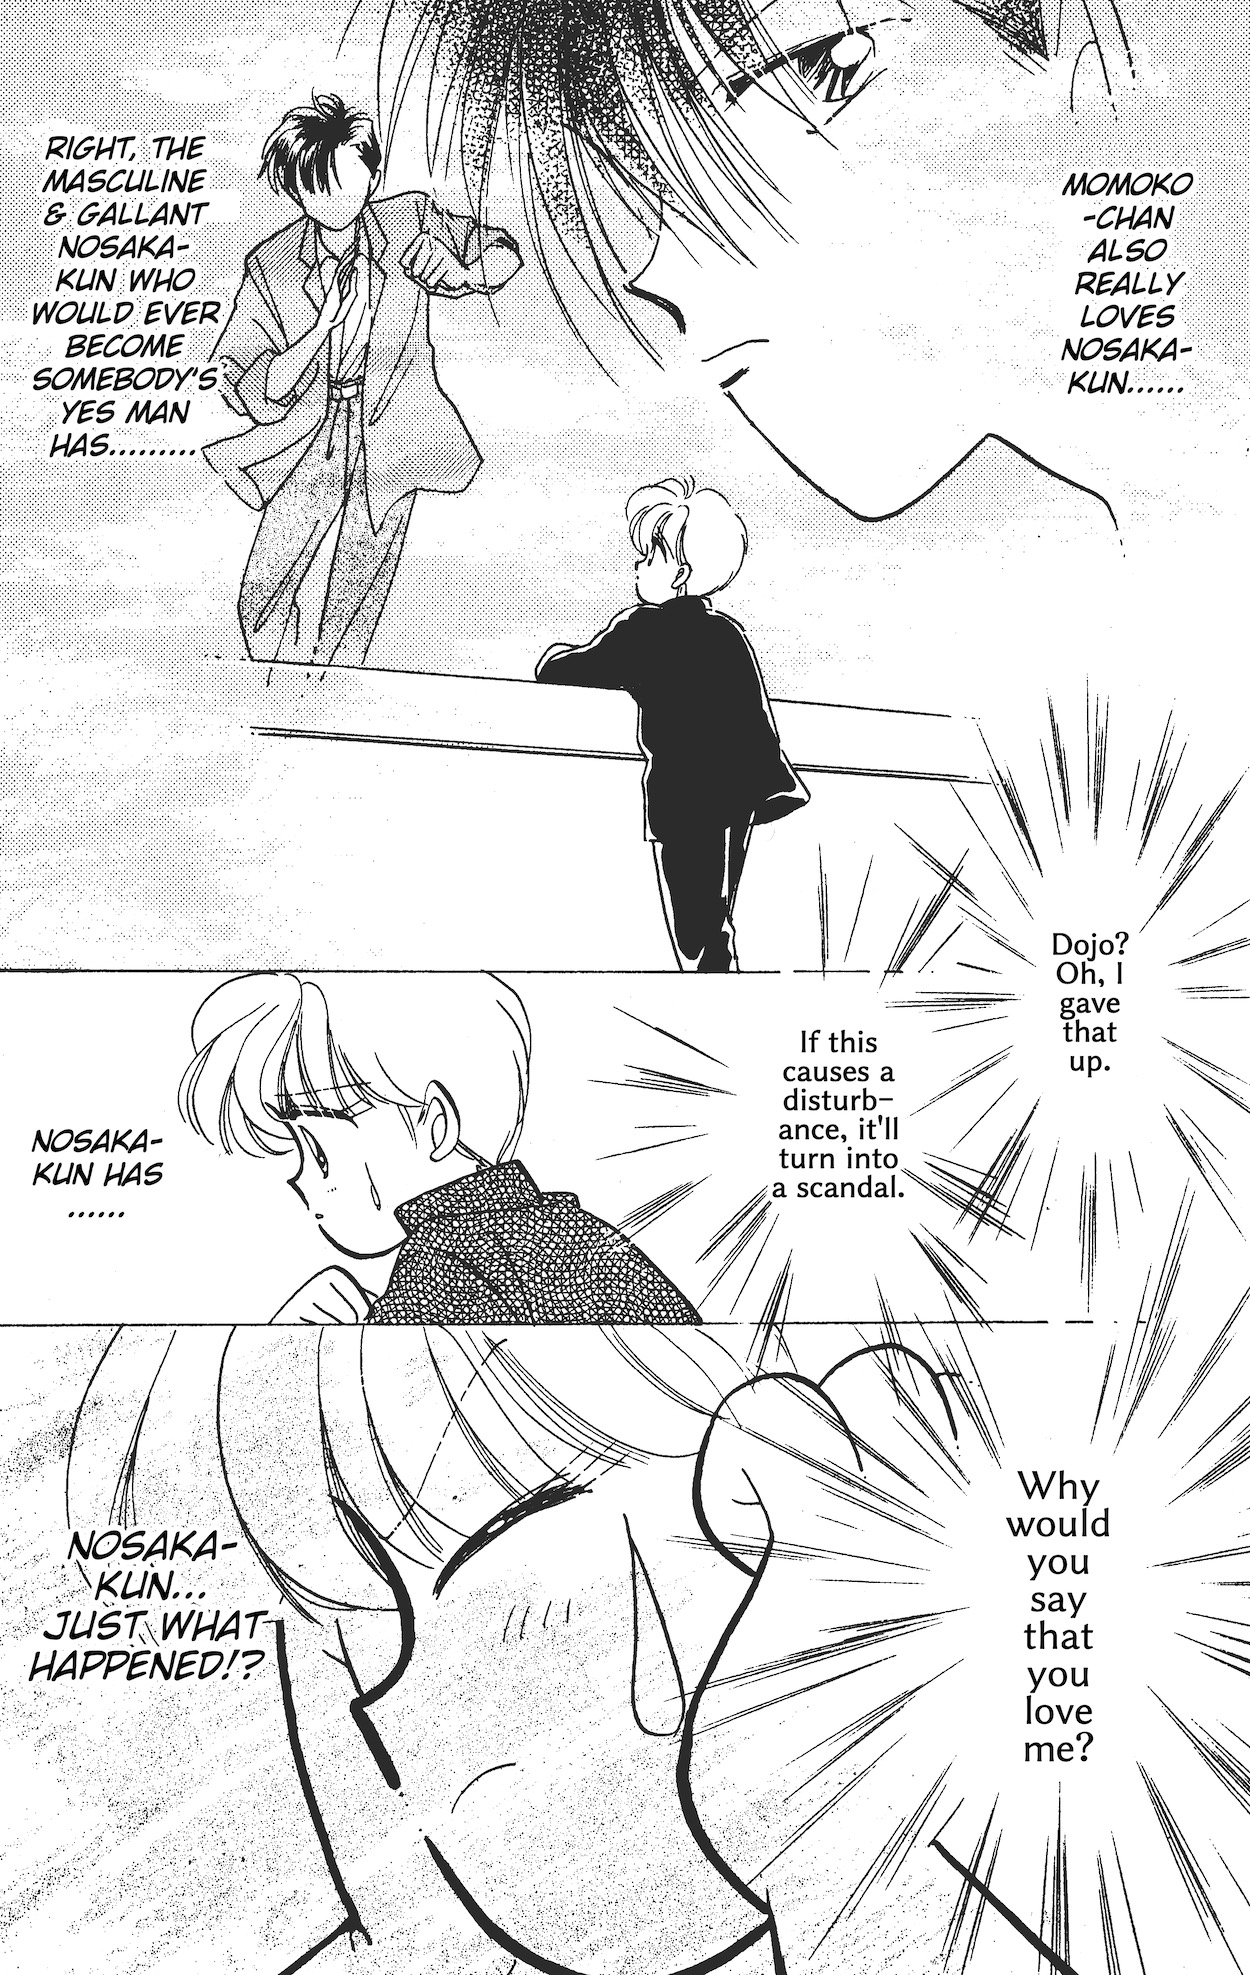 MOMOKO
-CHAN
ALSO
REALLY
LOVES
NOSAKA-
KUN......
RIGHT, THE
MASCULINE
& GALLANT
NOSAKA-
KUN WHO
WOULD EVER
BECOME
SOMEBODY'S
YES MAN
HAS.........
Dojo?
Oh, I
gave
that
up.
If this
causes a
disturb-
ance, it'll
turn into
a scandal.
NOSAKA-
KUN HAS
......
Why
would
you
say
that
you
love
me?
NOSAKA-
KUN...
JUST WHAT
HAPPENED!?